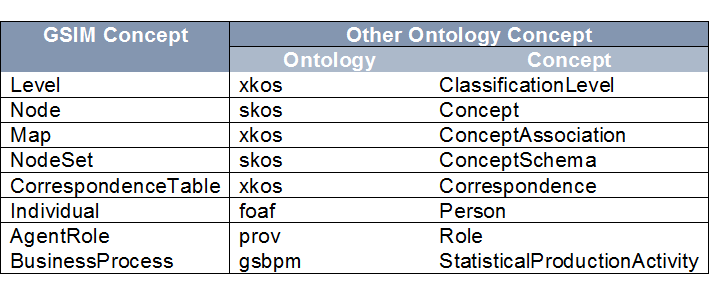 GSIM Concept Other Ontology Concept
Ontology Concept
Level xkos ClassificationLevel
Node skos Concept
Map xkos ConceptAssociation
NodeSet skos ConceptSchema
CorrespondenceTable xkos Correspondence
Individual foaf Person
AgentRole prov Role
BusinessProcess gsbpm StatisticalProductionActivity